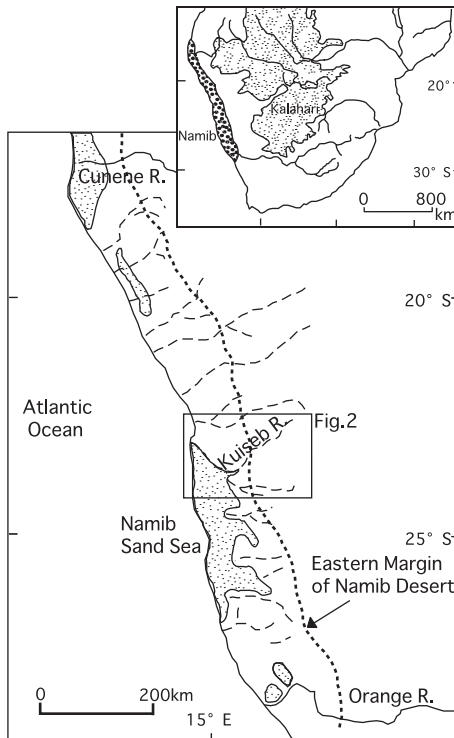 20°
Kalahari
Namib
30° S
0 800
km
Cunene R.
20° S
Atlantic
Ocean
Fig.2
Kuiseb R.
Namib
Sand Sea
25° S
Eastern Margin
of Namib Desert
0 200km
Orange R.
15° E